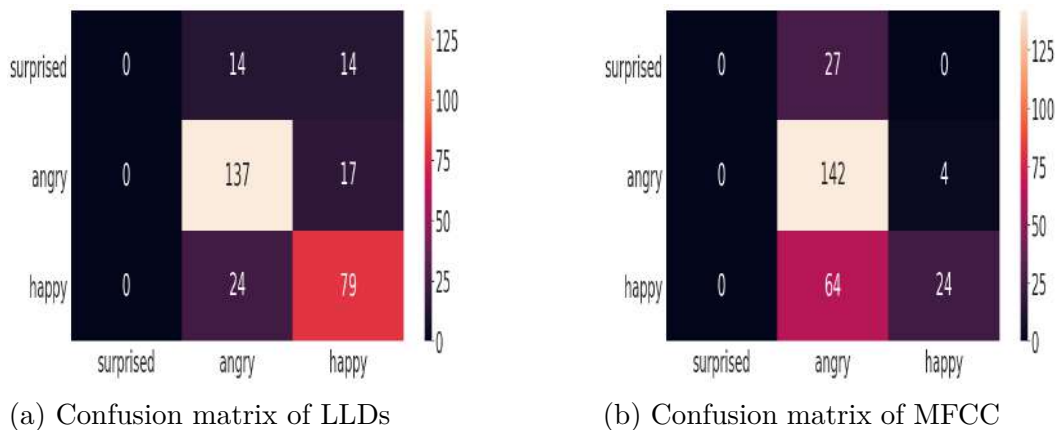 surprised 0 14 14
angry 0 137 17
happy 0 24 79
surprised angry happy
125
100
75
50
25
0
(a) Confusion matrix of LLDs
surprised 0 27 0
angry 0 142 4
happy 0 64 24
surprised angry happy
125
100
75
50
25
0
(b) Confusion matrix of MFCC